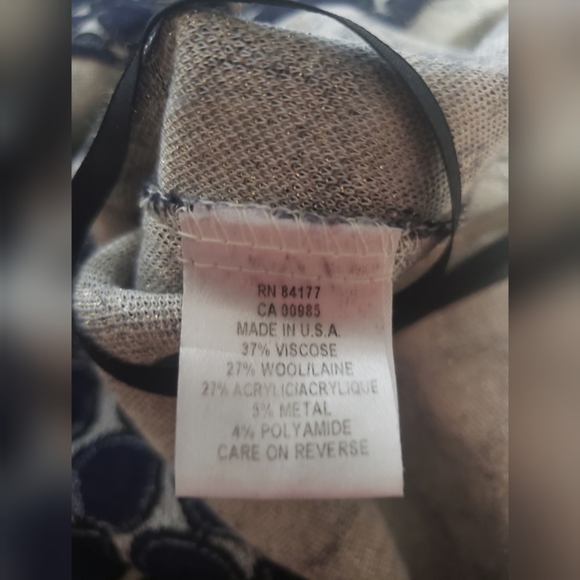 RN 84177
CA 00985
MADE IN U.S.A.
37% VISCOSE
27% WOOL/LAINE
27% ACRYLIC/ACRYLIQUE
5% METAL
4% POLYAMIDE
CARE ON REVERSE